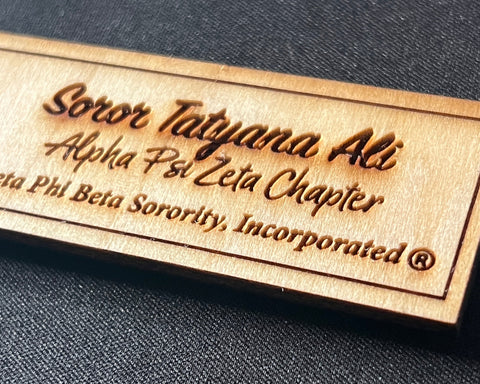 Soror Tatyana Ali
Alpha Psi Zeta Chapter
eta Phi Beta Sorority, Incorporated ®